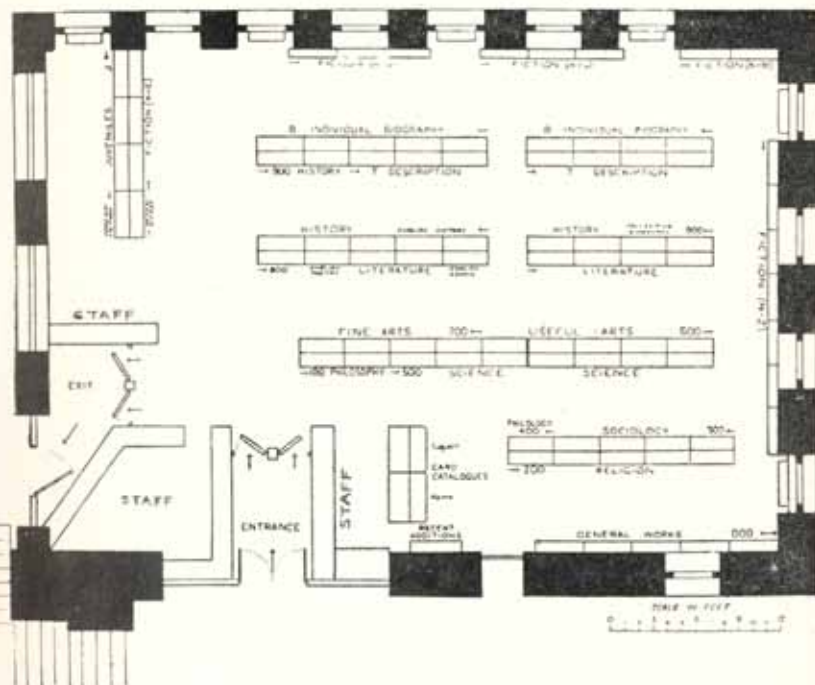 FICTION
FICTION
FICTION
JUVENILES
FICTION
B INDIVIDUAL BIOGRAPHY
B INDIVIDUAL BIOGRAPHY
→ 900 HISTORY → T DESCRIPTION
→ T DESCRIPTION
HISTORY
HISTORY
900 ←
→ 800
LITERATURE
→ LITERATURE
FICTION
STAFF
FINE ARTS 700 ←
USEFUL ARTS 600 ←
→ 100 PHILOSOPHY → 500 SCIENCE
SCIENCE
EXIT
PHILOLOGY
400 ←
SOCIOLOGY
300 ←
→ 200 RELIGION
CARD
CATALOGUES
Name
STAFF
STAFF
ENTRANCE
RECENT
ADDITIONS
GENERAL WORKS 000
SCALE IN FEET